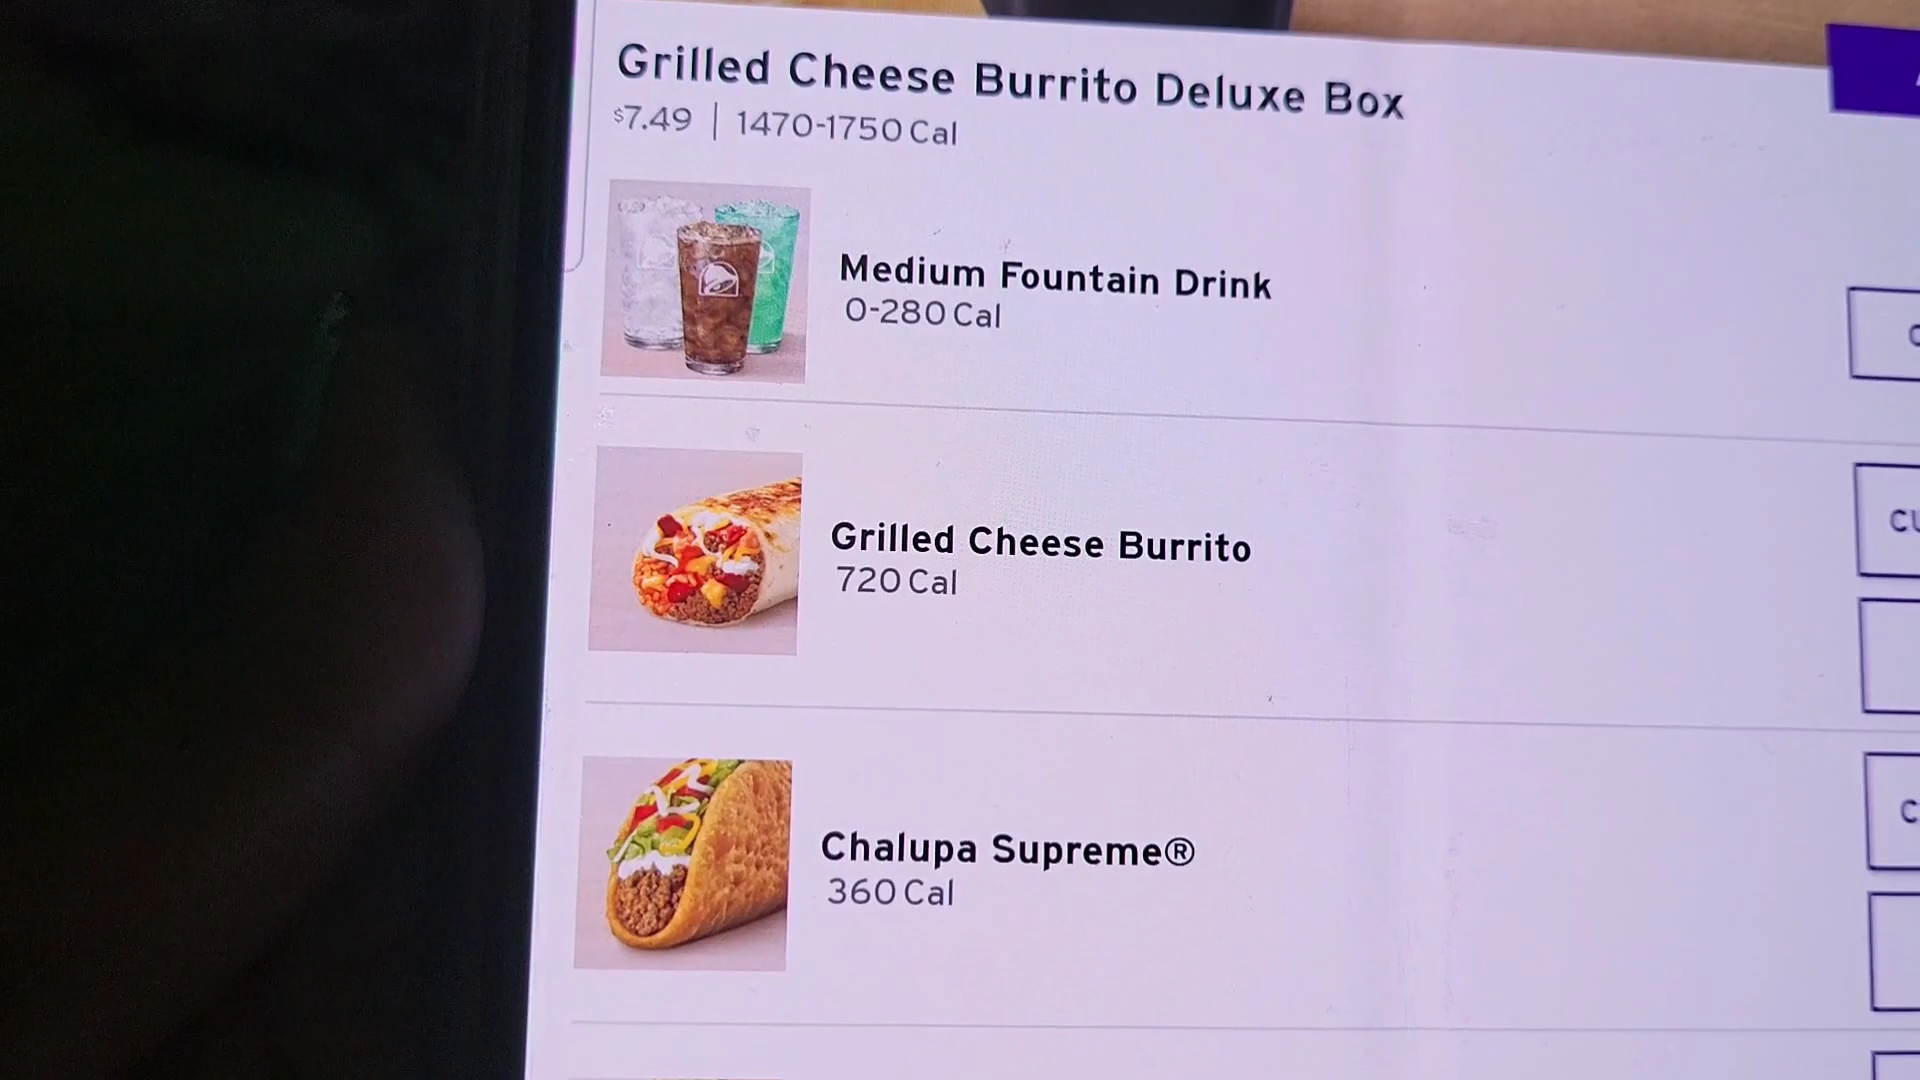 Grilled Cheese Burrito Deluxe Box
$7.49 | 1470-1750 Cal
Medium Fountain Drink
0-280 Cal
Grilled Cheese Burrito
720 Cal
CU
Chalupa Supreme®
360 Cal
C